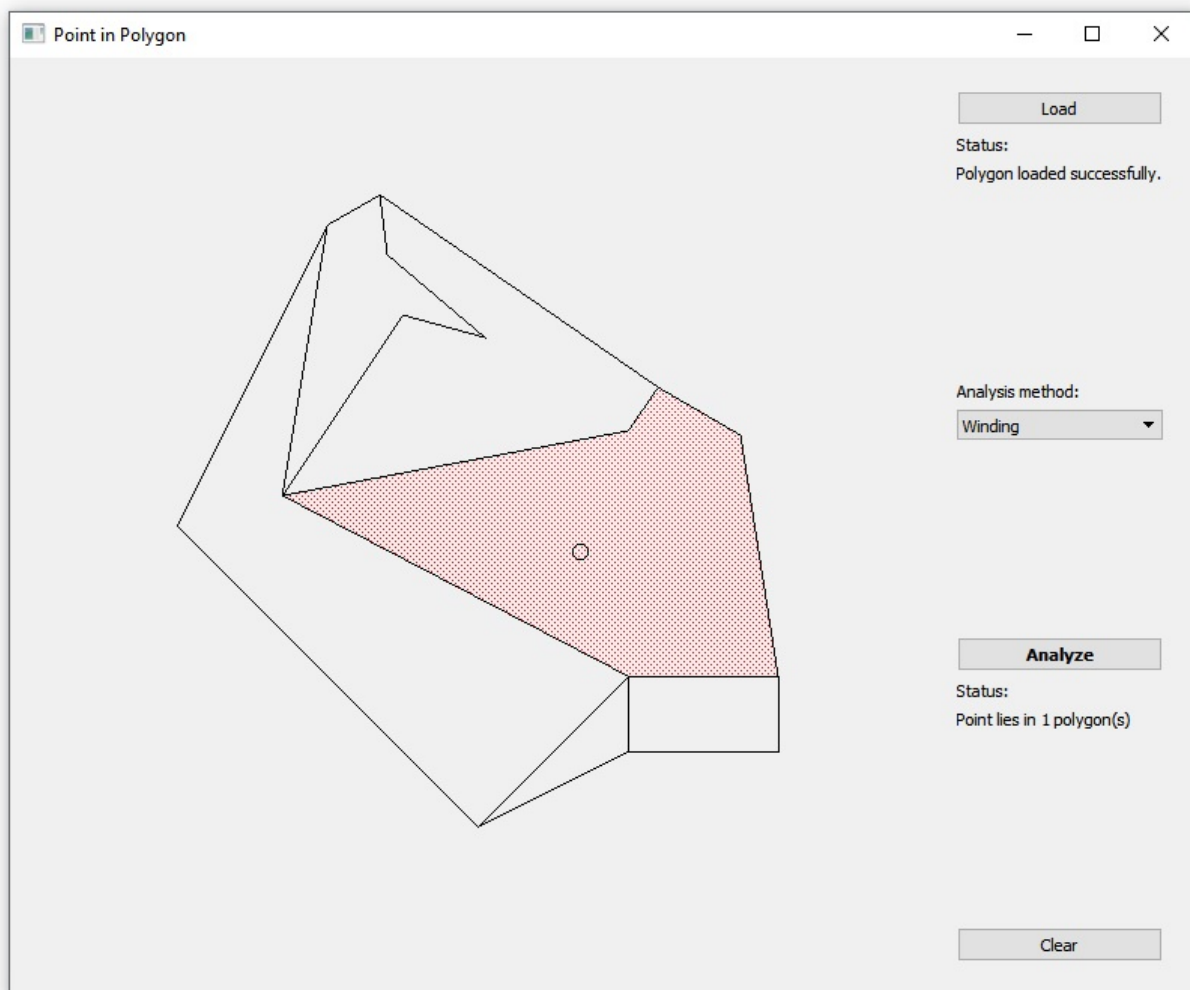 Point in Polygon
Load
Status:
Polygon loaded successfully.
Analysis method:
Winding
Analyze
Status:
Point lies in 1 polygon(s)
Clear